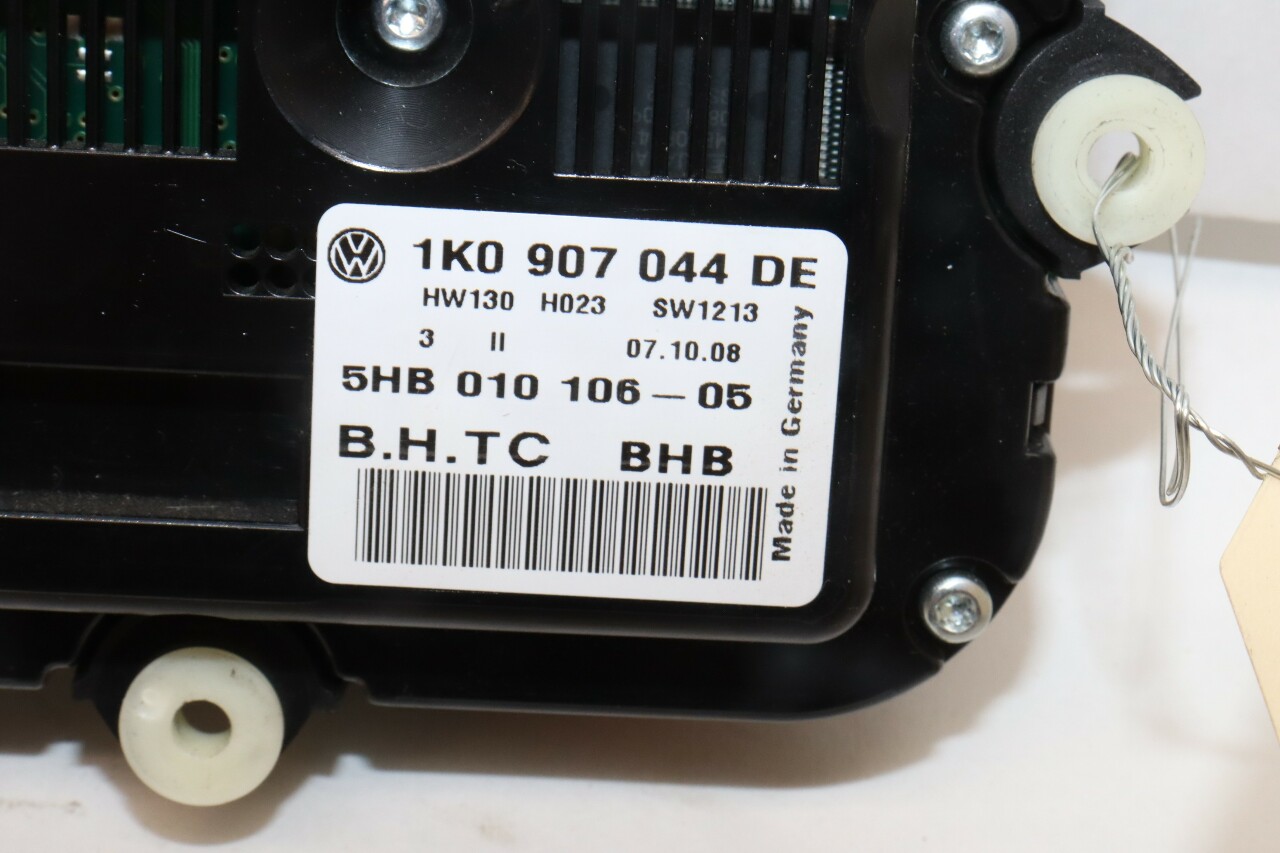 1K0 907 044 DE
HW130 H023 SW1213
3 II 07.10.08
5HB 010 106-05
B.H.TC BHB
Made in Germany